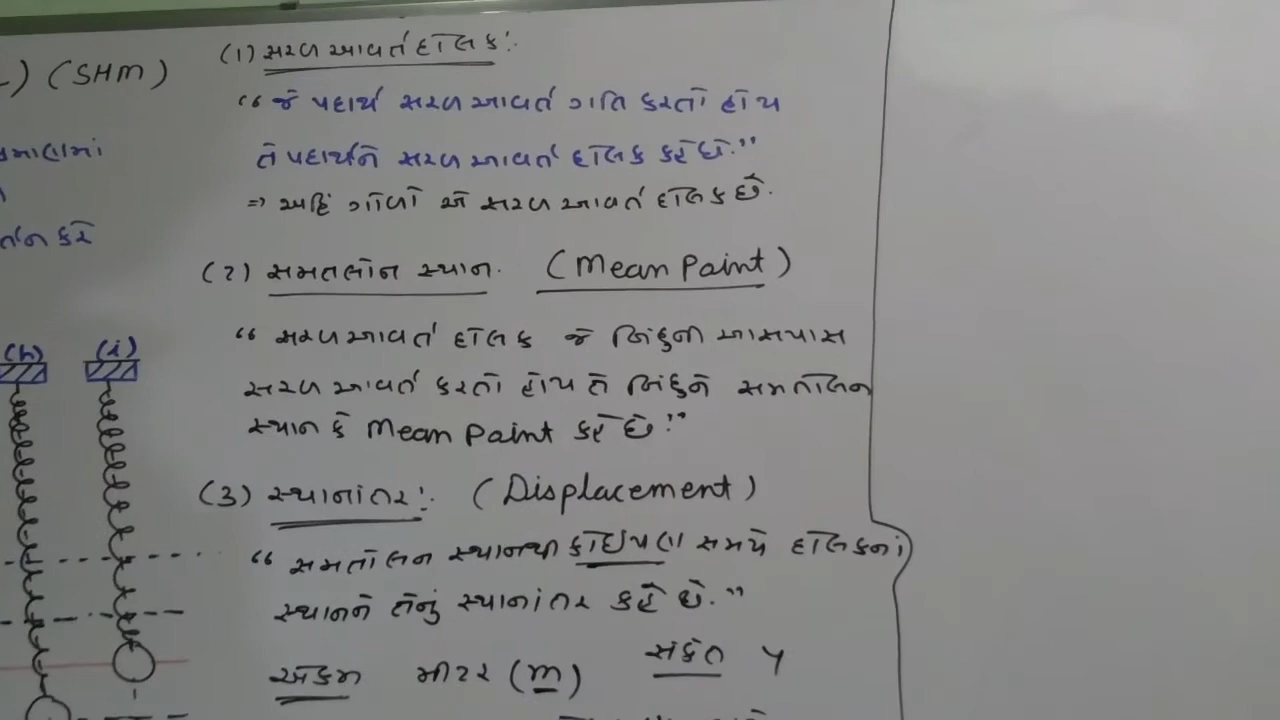 (SHM)
(1) સરળ આવર્ત દોલક :
“ જે પદાર્થ સરળ આવર્ત ગતિ કરતો હોય
તે પદાર્થને સરળ આવર્ત દોલક કહે છે.”
⇒ અહિં ગોળો એ સરળ આવર્ત દોલક છે.
(2) સમતલોન સ્થાન. (Mean Paint)
“ સરળ આવર્ત દોલક જે બિંદુની આસપાસ
સરળ આવર્ત કરતો હોય તે બિંદુને સમતોલન
સ્થાન કે Mean Paint કહે છે.”
(3) સ્થાનાંતર : (Displacement)
“ સમતોલન સ્થાનથી કોઈપણ સમયે દોલકનાં
સ્થાનને તેનું સ્થાનાંતર કહે છે.”
એકમ મીટર (m) સંકેત y
(h) (i)